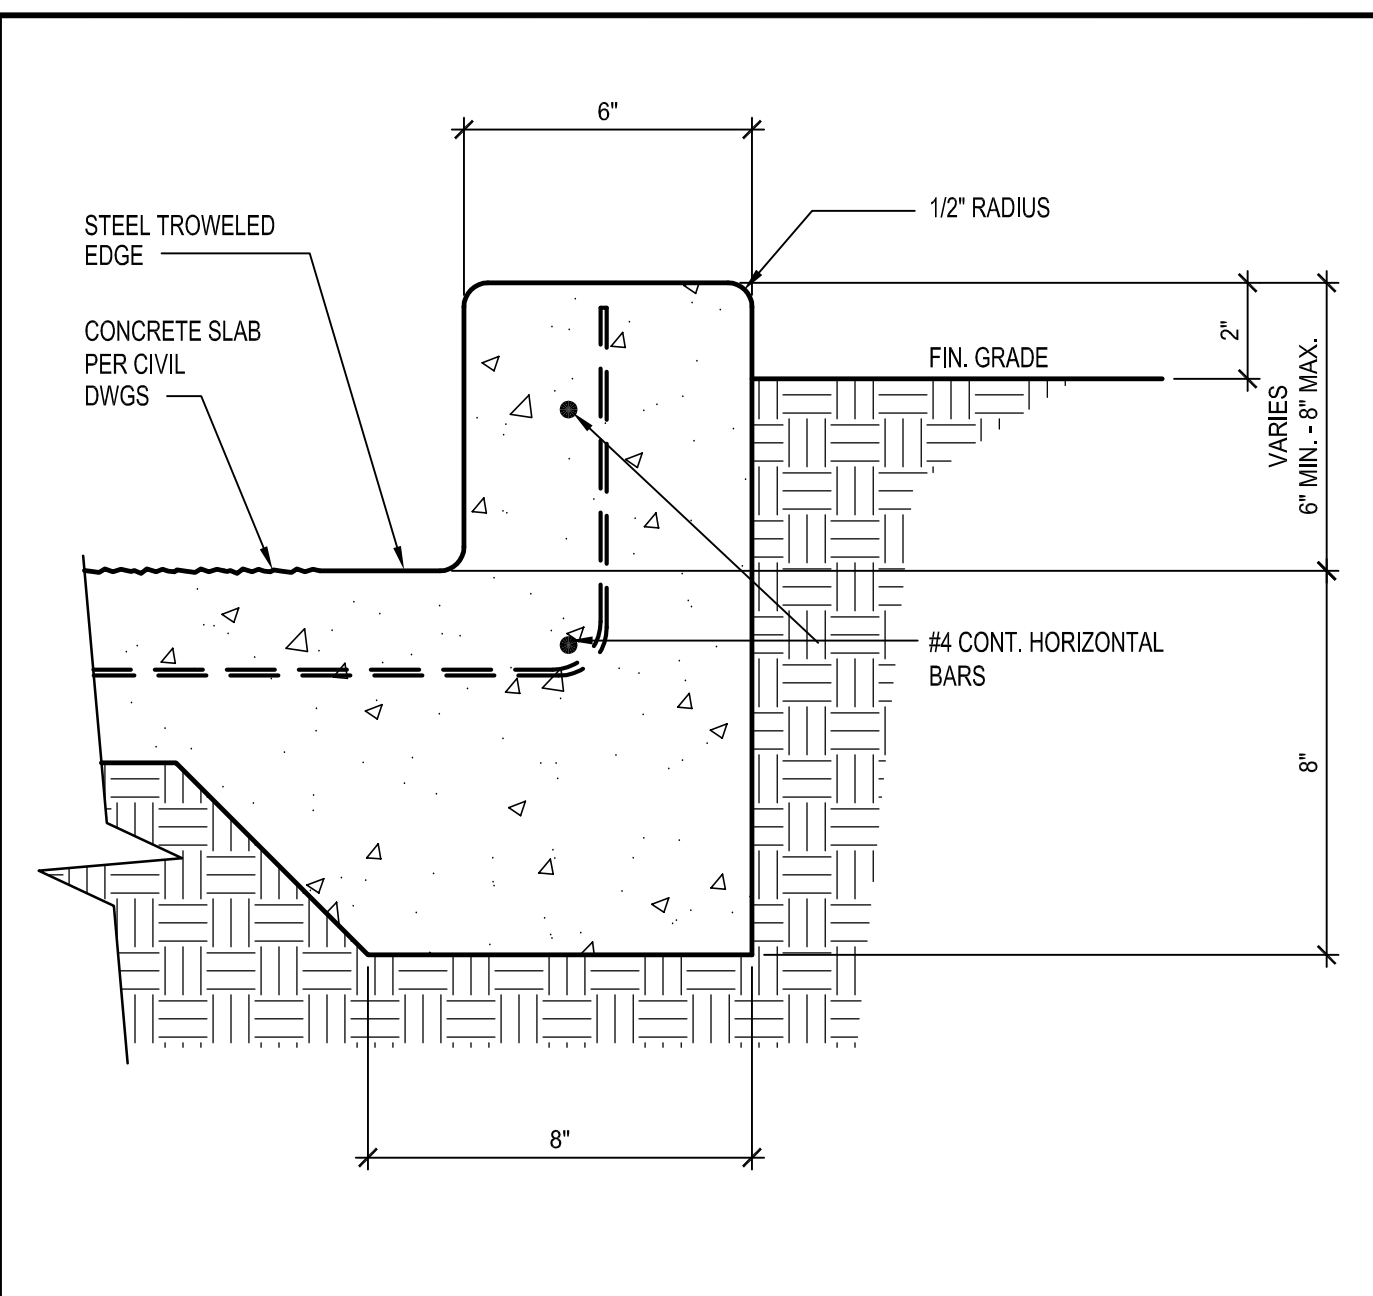 6"
STEEL TROWELED
EDGE
1/2" RADIUS
CONCRETE SLAB
PER CIVIL
DWGS
FIN. GRADE
2"
VARIES
6" MIN. - 8" MAX.
#4 CONT. HORIZONTAL
BARS
8"
8"